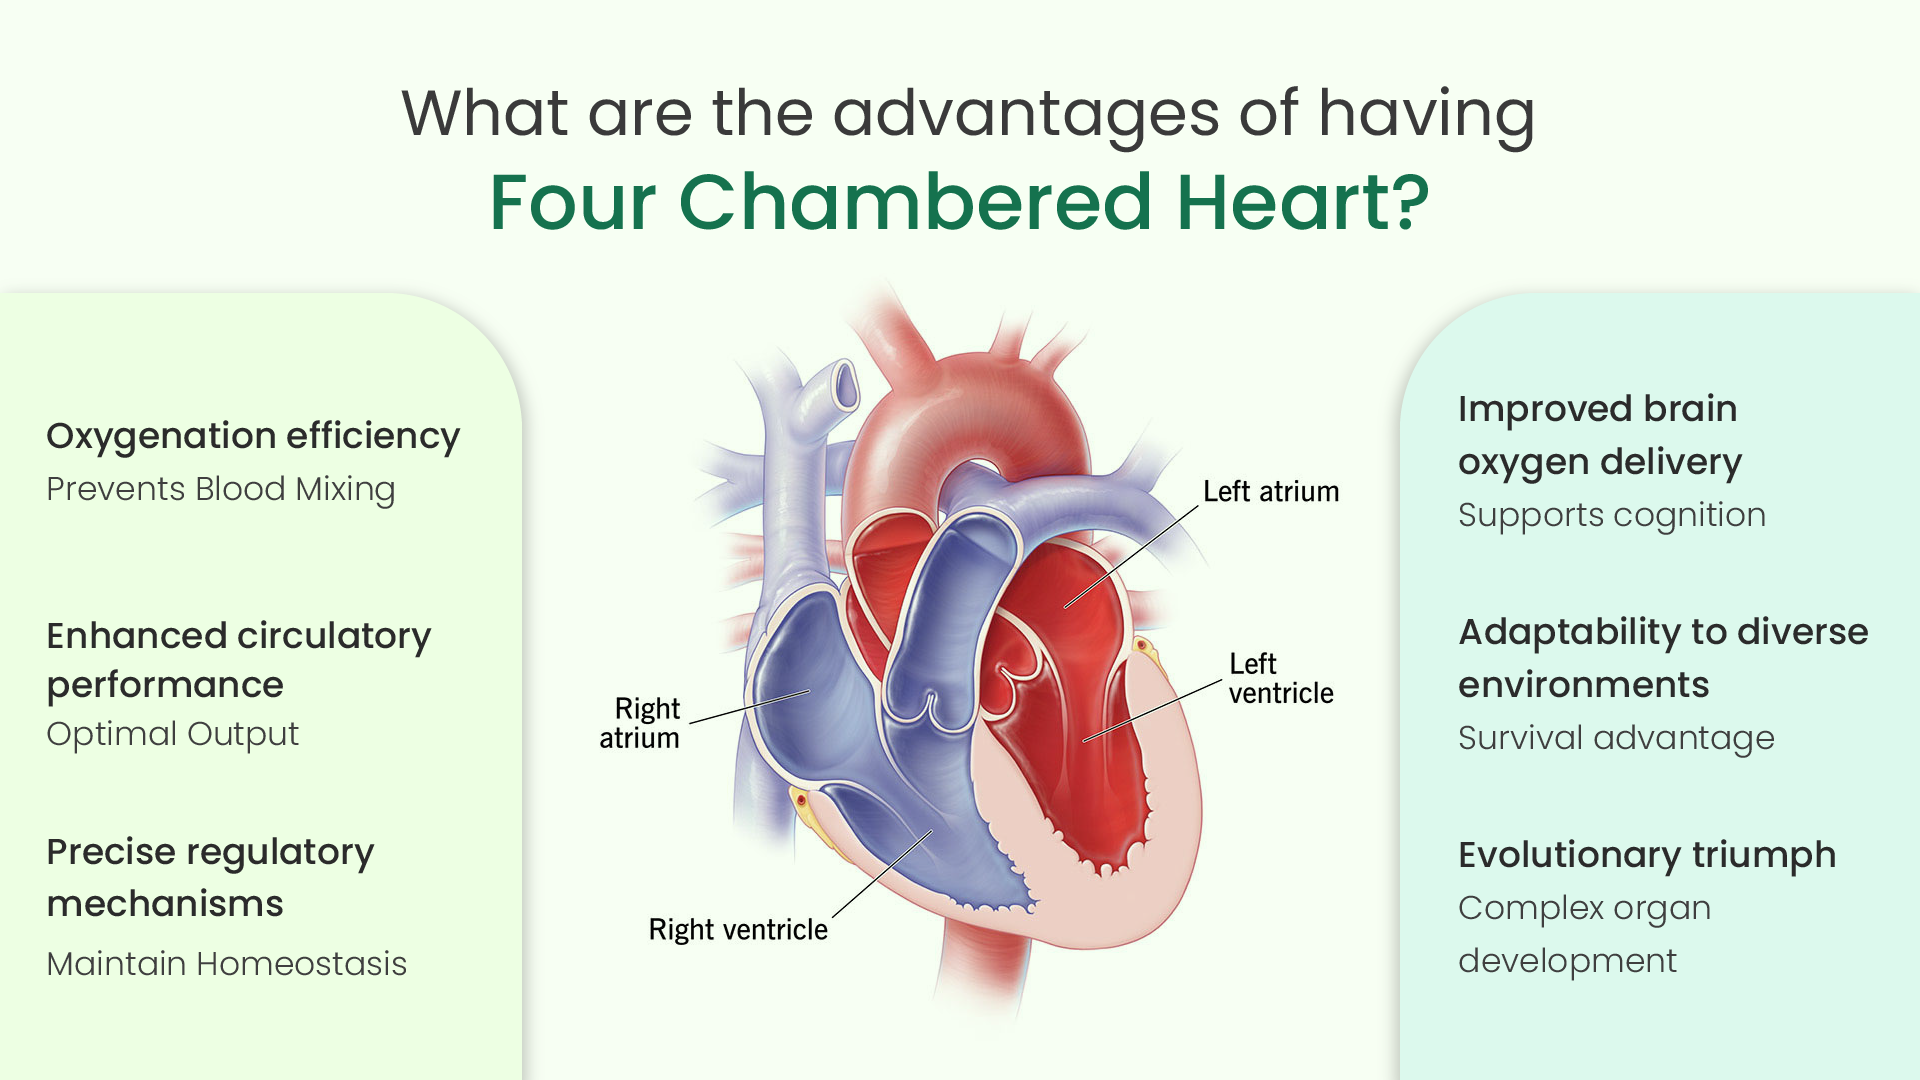 What are the advantages of having
Four Chambered Heart?
Oxygenation efficiency
Prevents Blood Mixing
Enhanced circulatory
performance
Optimal Output
Precise regulatory
mechanisms
Maintain Homeostasis
Left atrium
Left
ventricle
Right
atrium
Right ventricle
Improved brain
oxygen delivery
Supports cognition
Adaptability to diverse
environments
Survival advantage
Evolutionary triumph
Complex organ
development